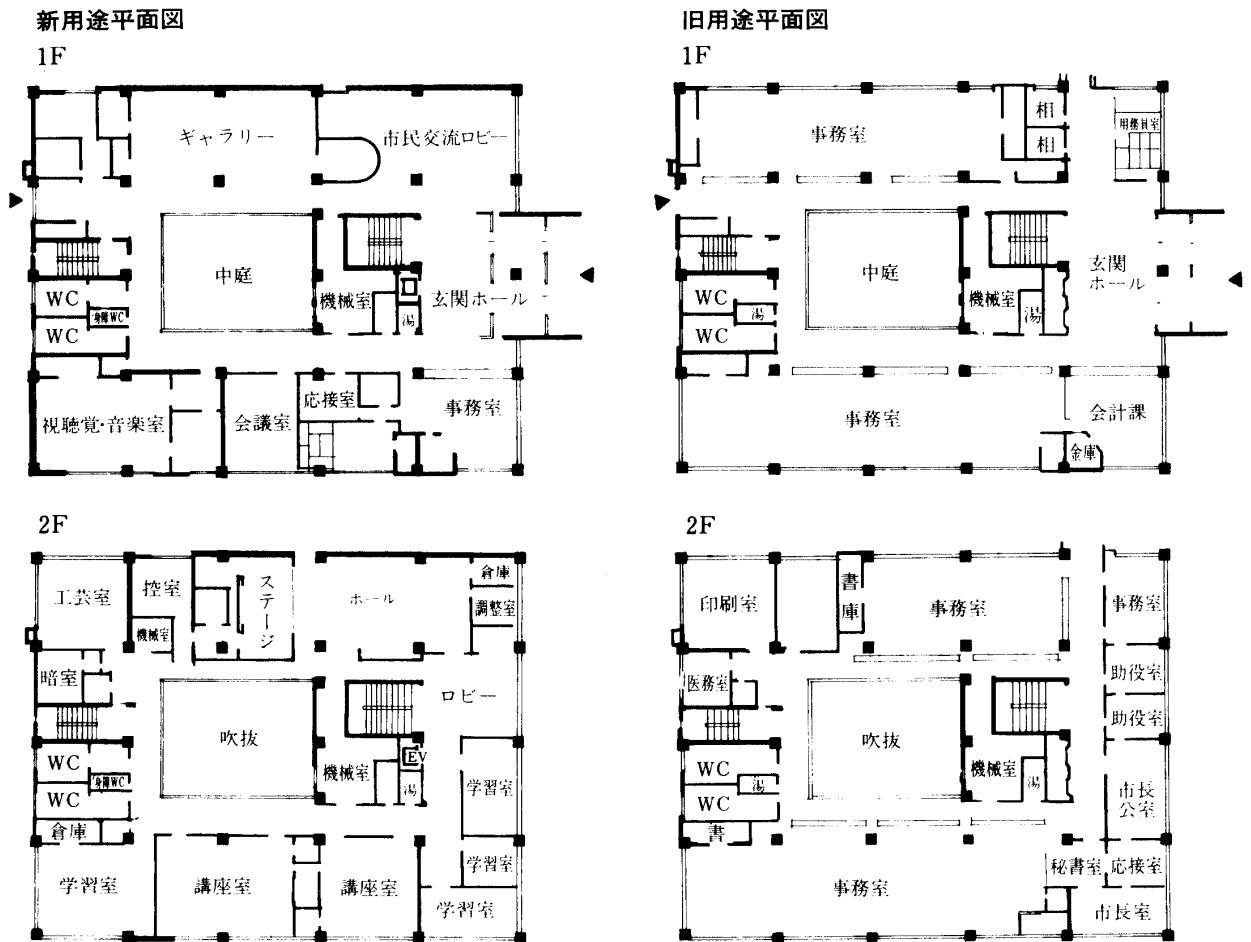 新用途平面図
1F
ギャラリー
市民交流ロビー
中庭
WC
身障WC
WC
機械室
湯
玄関ホール
視聴覚・音楽室
会議室
応接室
事務室
2F
工芸室
控室
機械室
ステージ
ホール
倉庫
調整室
暗室
ロビー
吹抜
WC
身障WC
WC
倉庫
機械室
EV
湯
学習室
学習室
学習室
講座室
講座室
学習室
旧用途平面図
1F
事務室
相
相
用務員室
中庭
WC
湯
WC
機械室
湯
玄関
ホール
事務室
会計課
金庫
2F
印刷室
書庫
事務室
事務室
医務室
助役室
助役室
吹抜
WC
湯
WC
書
機械室
湯
市長
公室
事務室
秘書室
応接室
市長室